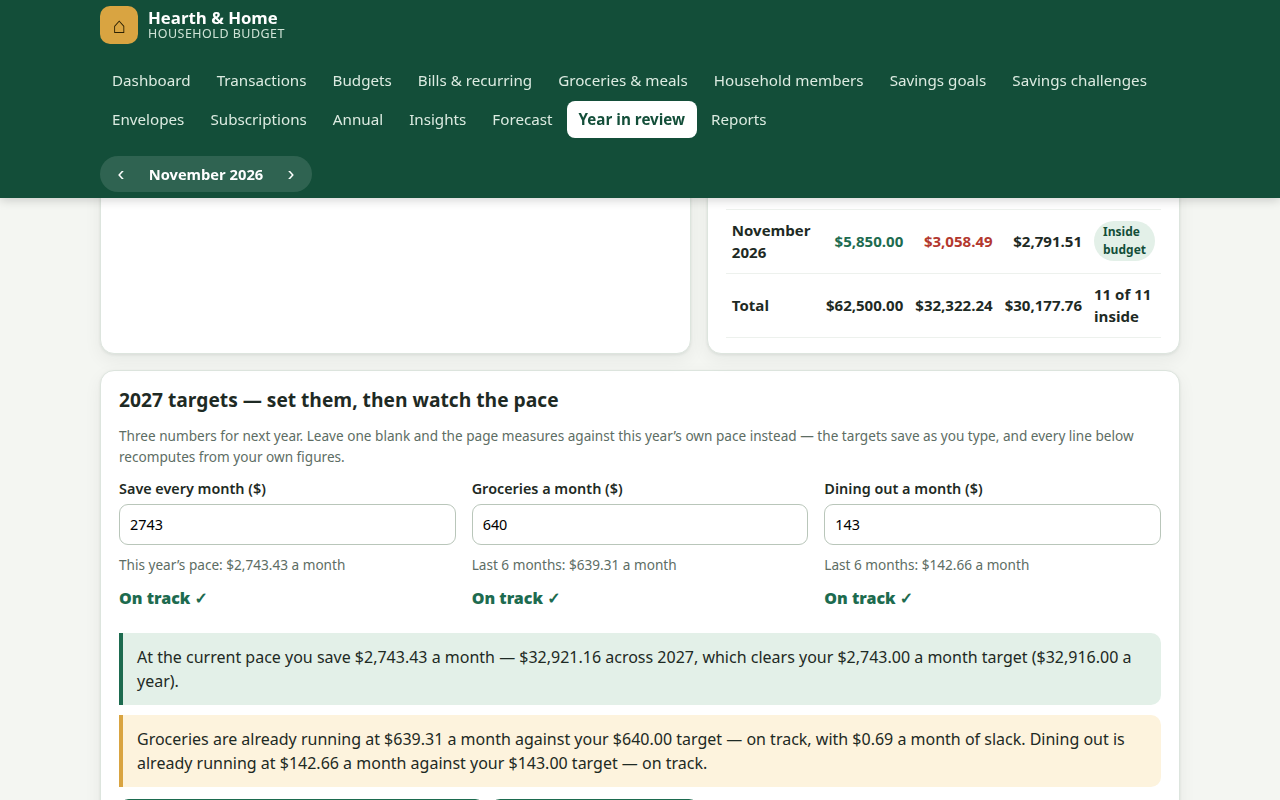 ⌂
Hearth & Home
HOUSEHOLD BUDGET
Dashboard Transactions Budgets Bills & recurring Groceries & meals Household members Savings goals Savings challenges
Envelopes Subscriptions Annual Insights Forecast Year in review Reports
‹ November 2026 ›
November 2026 $5,850.00 $3,058.49 $2,791.51 Inside budget
Total $62,500.00 $32,322.24 $30,177.76 11 of 11 inside
2027 targets — set them, then watch the pace
Three numbers for next year. Leave one blank and the page measures against this year’s own pace instead — the targets save as you type, and every line below
recomputes from your own figures.
Save every month ($) Groceries a month ($) Dining out a month ($)
2743 640 143
This year’s pace: $2,743.43 a month Last 6 months: $639.31 a month Last 6 months: $142.66 a month
On track ✓ On track ✓ On track ✓
At the current pace you save $2,743.43 a month — $32,921.16 across 2027, which clears your $2,743.00 a month target ($32,916.00 a
year).
Groceries are already running at $639.31 a month against your $640.00 target — on track, with $0.69 a month of slack. Dining out is
already running at $142.66 a month against your $143.00 target — on track.